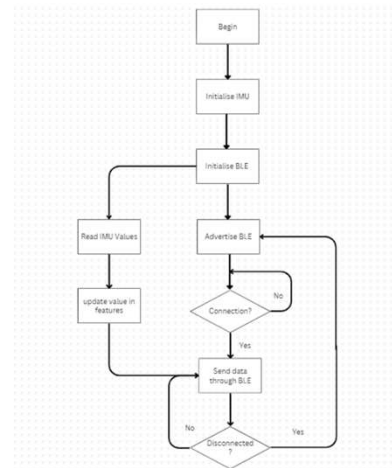 Begin
Initialise IMU
Initialise BLE
Read IMU Values
Advertise BLE
update value in
features
Connection?
No
Yes
Send data
through BLE
No
Yes
Disconnected
?